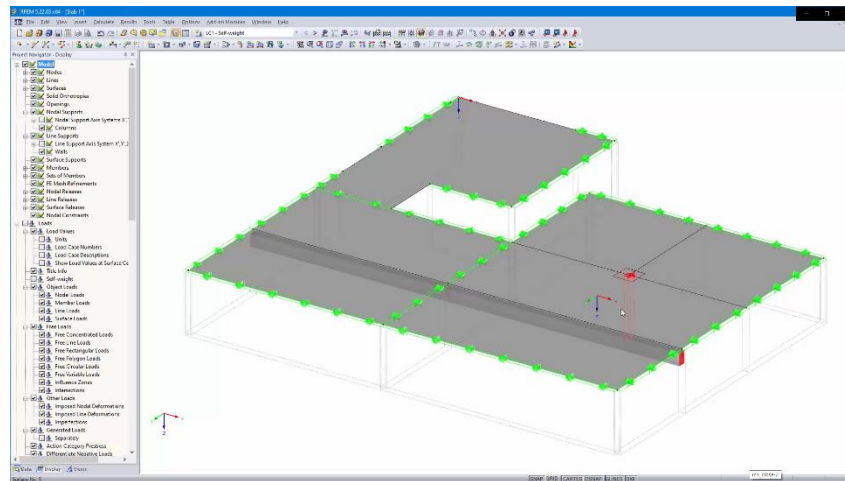 RFEM 5.22.03 x64 - [Slab 1*]
File Edit View Insert Calculate Results Tools Table Options Add-on Modules Window Help
LC1 - Self-weight
Project Navigator - Display
Model
Nodes
Lines
Surfaces
Solid Orthotropies
Openings
Nodal Supports
Nodal Support Axis Systems X',
Columns
Line Supports
Line Support Axis System X',Y',
Walls
Surface Supports
Members
Sets of Members
FE Mesh Refinements
Nodal Releases
Line Releases
Surface Releases
Nodal Constraints
Loads
Load Values
Units
Load Case Numbers
Load Case Descriptions
Show Load Values at Surface Ce
Title Info
Self-weight
Object Loads
Nodal Loads
Member Loads
Line Loads
Surface Loads
Free Loads
Free Concentrated Loads
Free Line Loads
Free Rectangular Loads
Free Polygon Loads
Free Circular Loads
Free Variable Loads
Influence Zones
Intersections
Other Loads
Imposed Nodal Deformations
Imposed Line Deformations
Imperfections
Generated Loads
Separately
Action Category Prestress
Differentiate Negative Loads
Z
Data Display Views
SNAP GRID CARTES OSNAP GLINES DXF